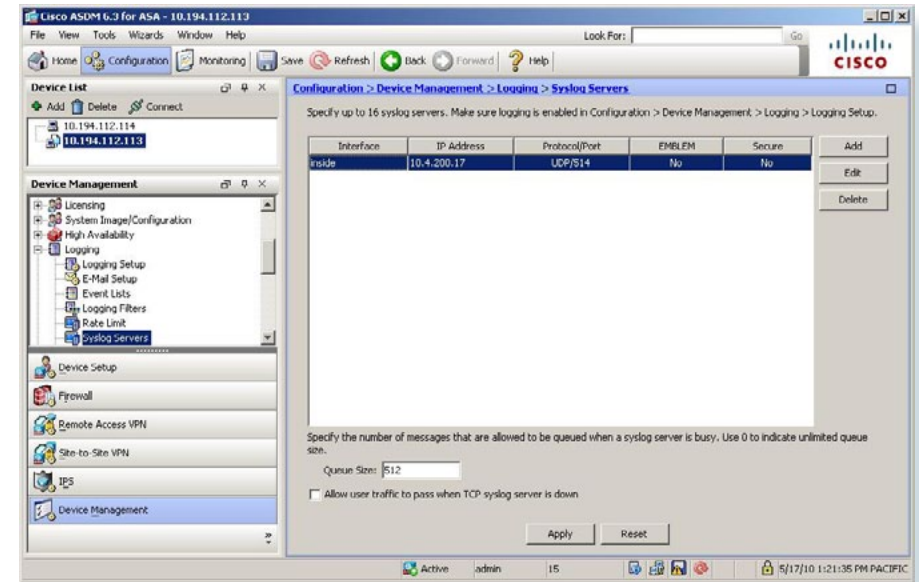 Cisco ASDM 6.3 for ASA - 10.194.112.113
File View Tools Wizards Window Help
Look For:
Go
Home Configuration Monitoring Save Refresh Back Forward Help
CISCO
Device List
Add Delete Connect
10.194.112.114
10.194.112.113
Device Management
Licensing
System Image/Configuration
High Availability
Logging
Logging Setup
E-Mail Setup
Event Lists
Logging Filters
Rate Limit
Syslog Servers
Device Setup
Firewall
Remote Access VPN
Site-to-Site VPN
IPS
Device Management
Configuration > Device Management > Logging > Syslog Servers
Specify up to 16 syslog servers. Make sure logging is enabled in Configuration > Device Management > Logging > Logging Setup.
Interface IP Address Protocol/Port EMBLEM Secure
inside 10.4.200.17 UDP/514 No No
Add
Edit
Delete
Specify the number of messages that are allowed to be queued when a syslog server is busy. Use 0 to indicate unlimited queue
size.
Queue Size: 512
Allow user traffic to pass when TCP syslog server is down
Apply Reset
Active admin 15 5/17/10 1:21:35 PM PACIFIC